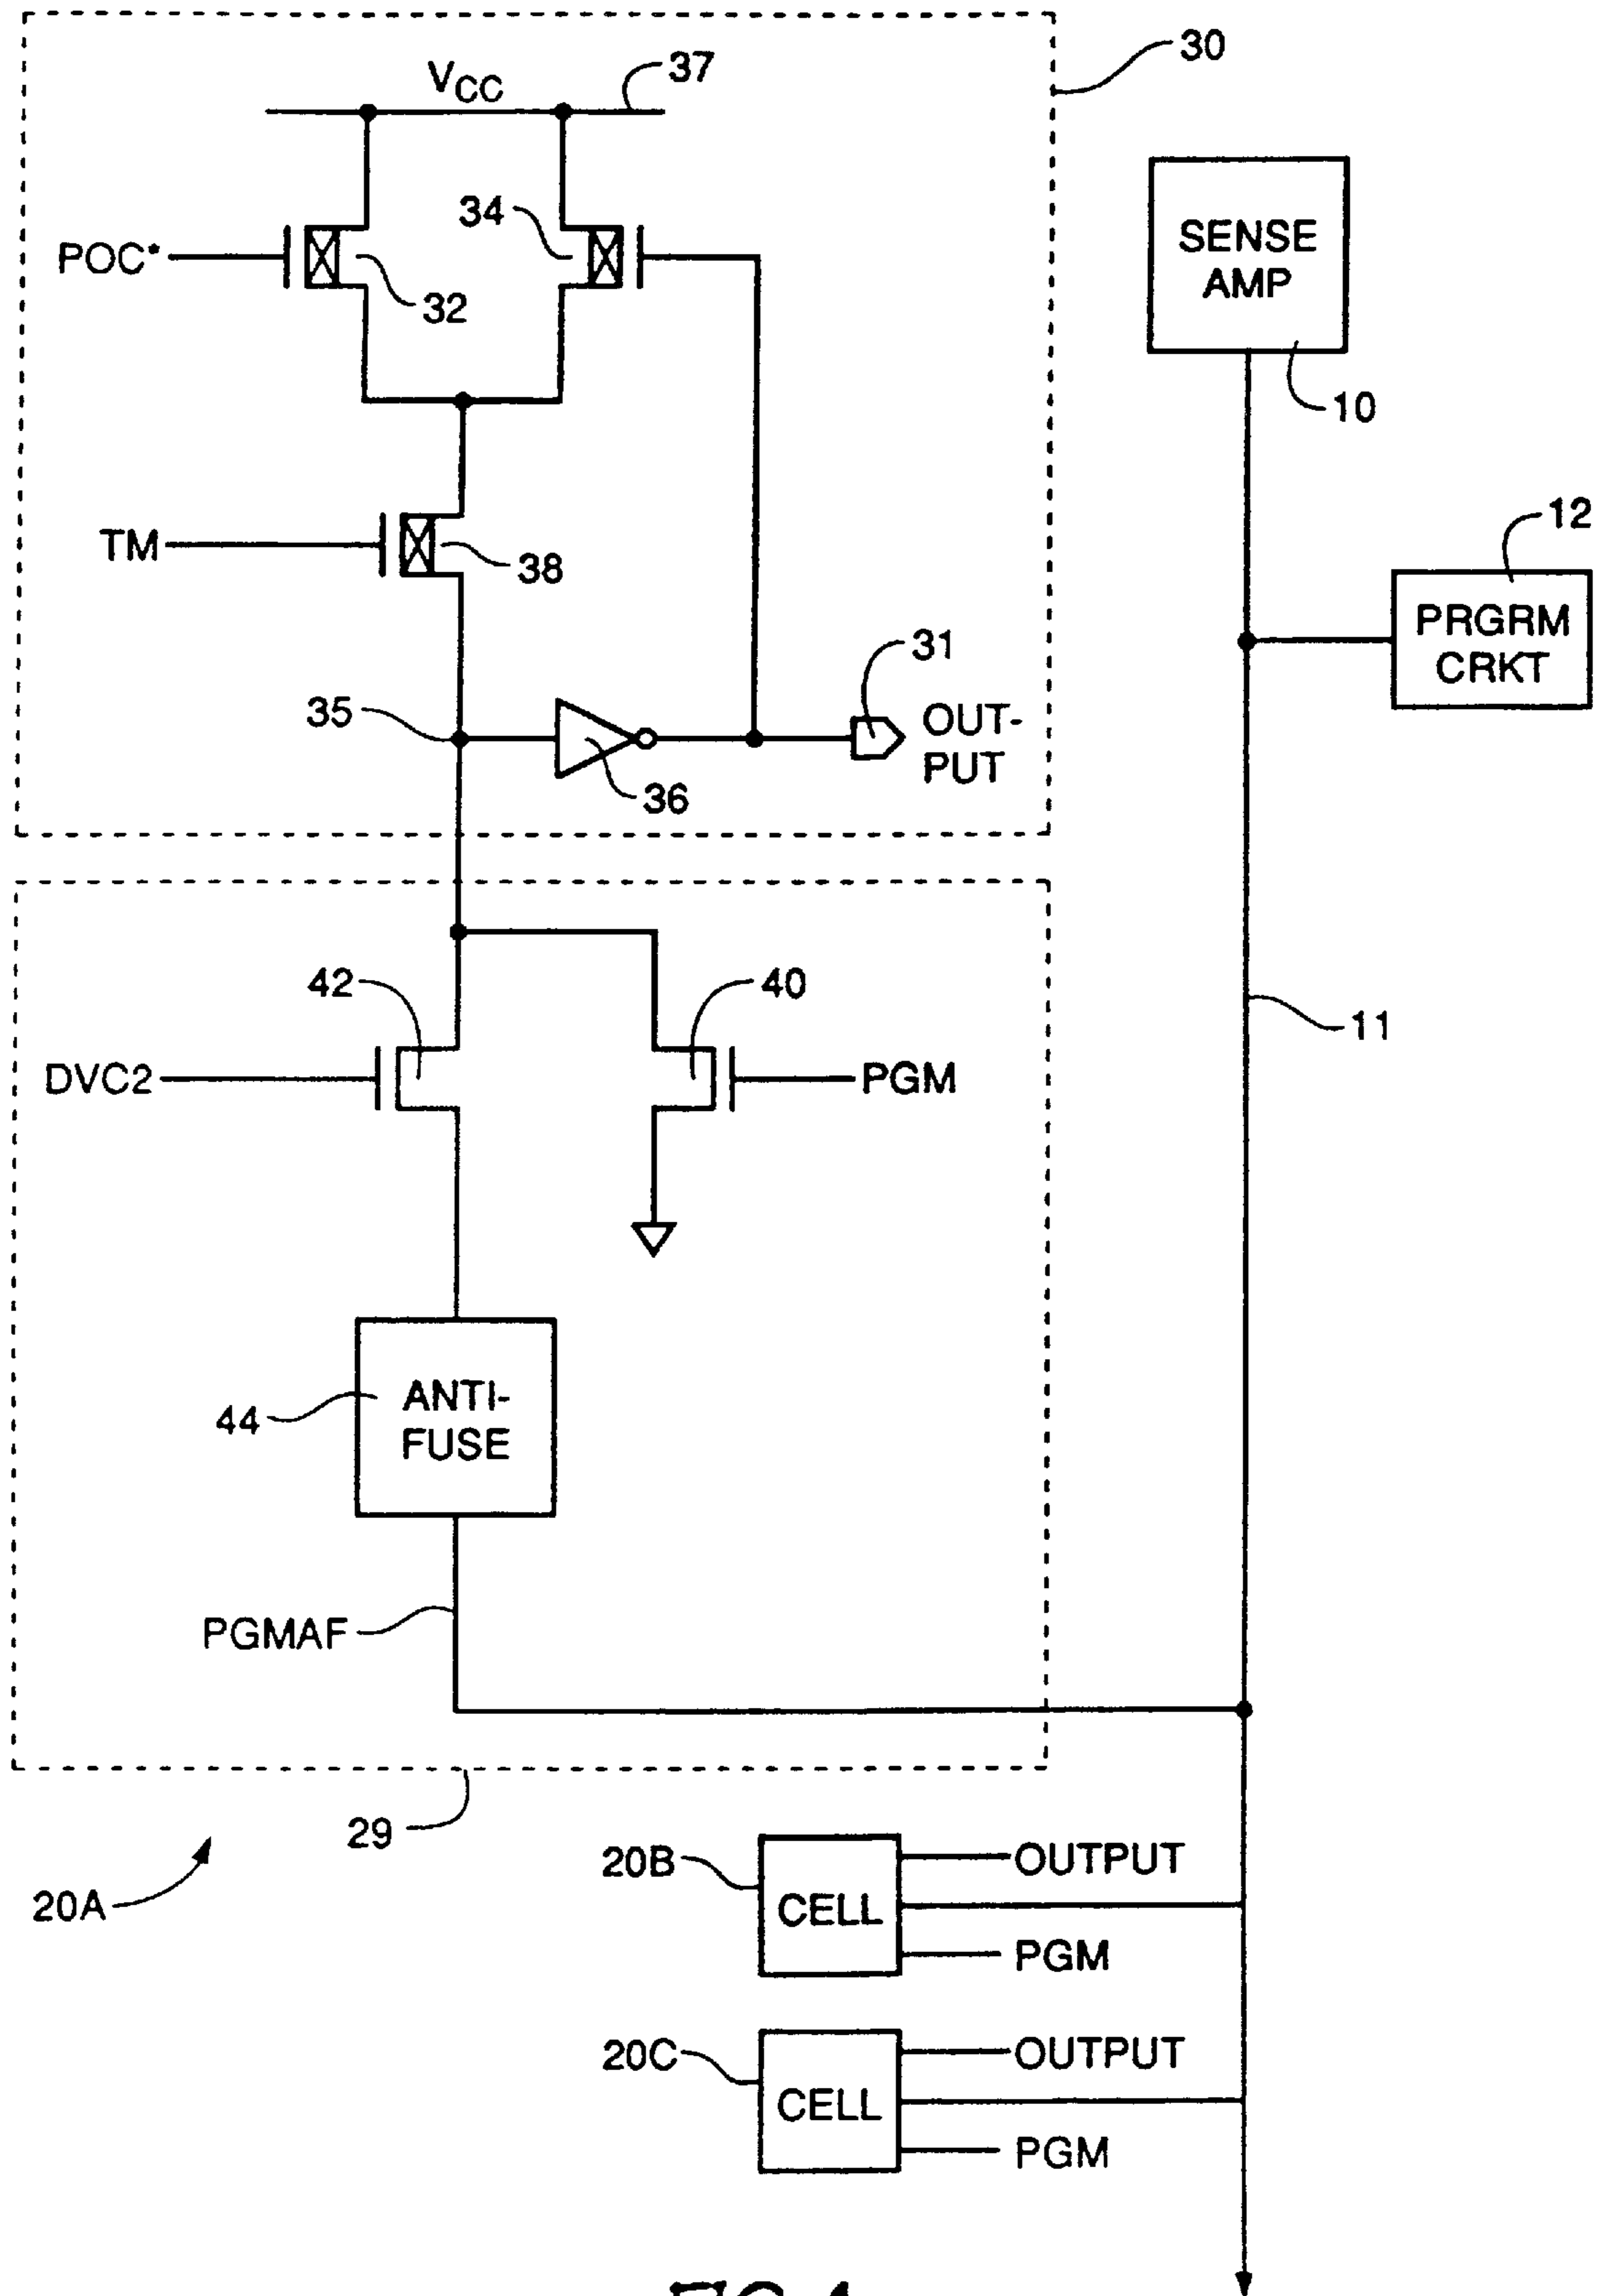 30
VCC
37
34
SENSE
AMP
POC*
32
10
12
TM
38
PRGRM
CRKT
31
35
OUT-
PUT
36
42
40
11
DVC2
PGM
ANTI-
FUSE
44
PGMAF
29
20B
OUTPUT
20A
CELL
PGM
20C
OUTPUT
CELL
PGM